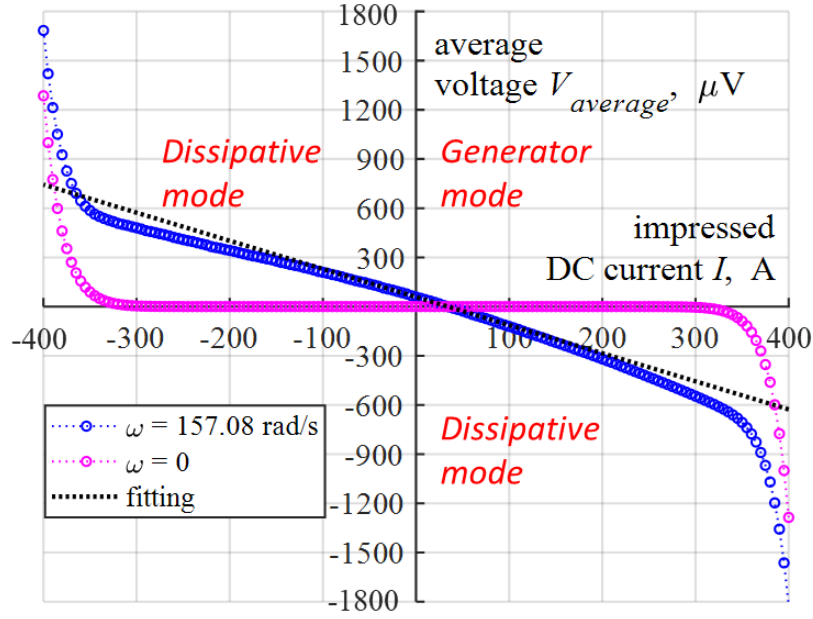 1800
1500
1200
900
600
300
-300
-600
-900
-1200
-1500
-1800
average
voltage V_average, μV
Dissipative
mode
Generator
mode
impressed
DC current I, A
-400 -300 -200 -100 0 100 200 300 400
ω = 157.08 rad/s
ω = 0
fitting
Dissipative
mode